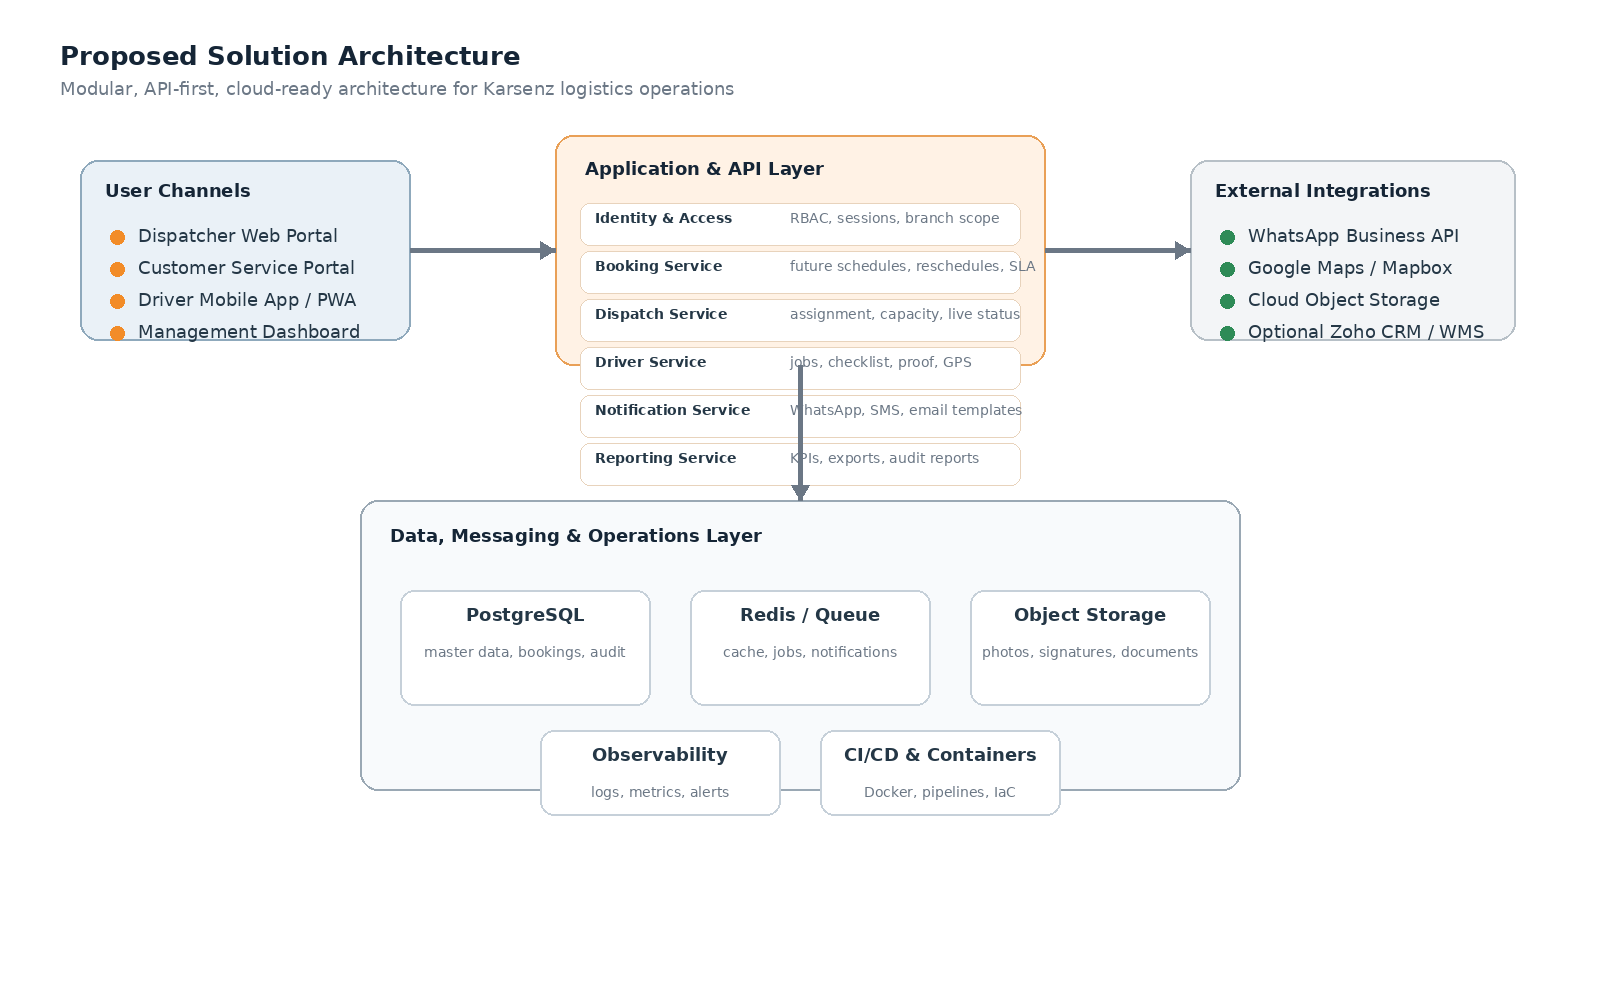 Proposed Solution Architecture
Modular, API-first, cloud-ready architecture for Karsenz logistics operations
User Channels
Dispatcher Web Portal
Customer Service Portal
Driver Mobile App / PWA
Management Dashboard
Application & API Layer
Identity & Access RBAC, sessions, branch scope
Booking Service future schedules, reschedules, SLA
Dispatch Service assignment, capacity, live status
Driver Service jobs, checklist, proof, GPS
Notification Service WhatsApp, SMS, email templates
Reporting Service KPIs, exports, audit reports
External Integrations
WhatsApp Business API
Google Maps / Mapbox
Cloud Object Storage
Optional Zoho CRM / WMS
Data, Messaging & Operations Layer
PostgreSQL
master data, bookings, audit
Redis / Queue
cache, jobs, notifications
Object Storage
photos, signatures, documents
Observability
logs, metrics, alerts
CI/CD & Containers
Docker, pipelines, IaC